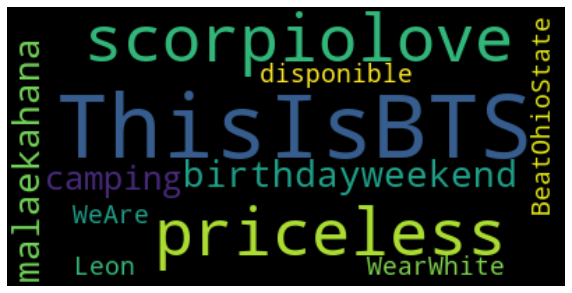 scorpiolove
disponible
ThisIsBTS
camping
birthdayweekend
WeAre
priceless
Leon
WearWhite
malaekahana
BeatOhioState